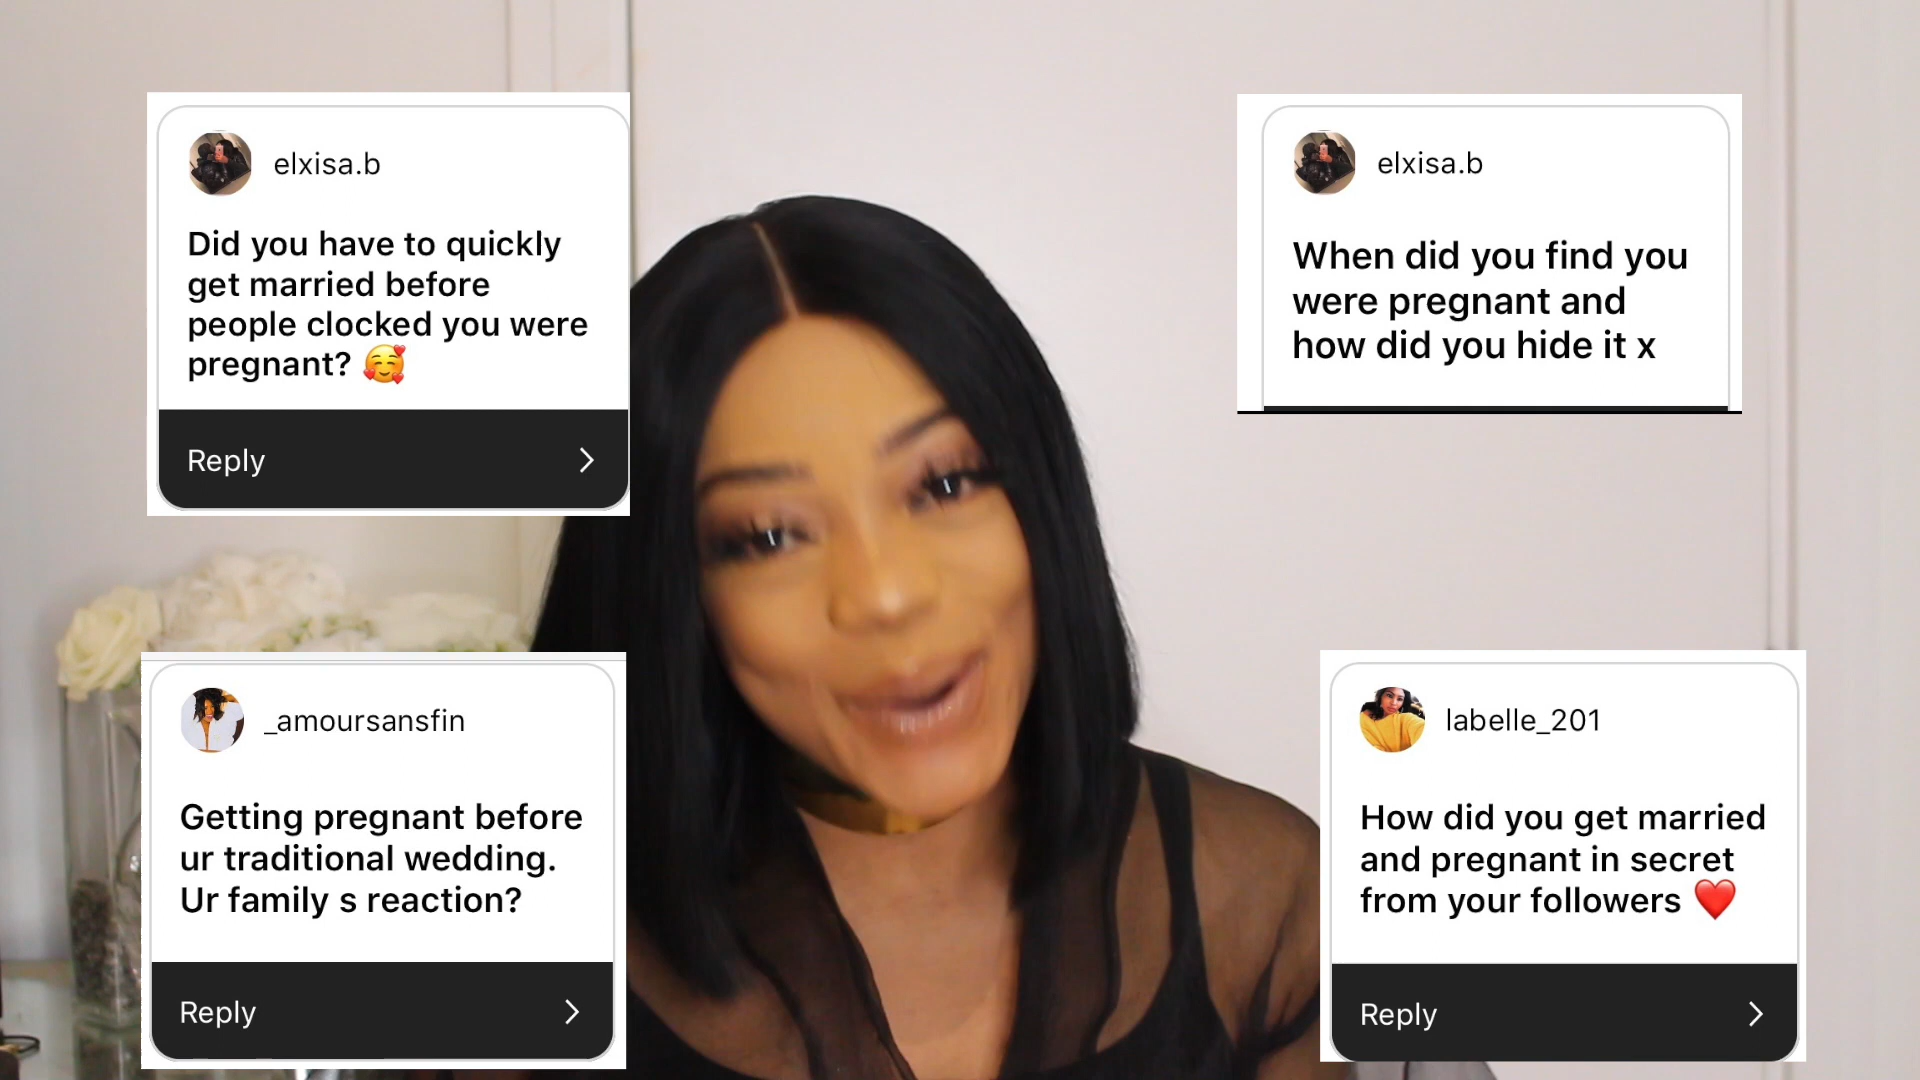 elxisa.b
Did you have to quickly
get married before
people clocked you were
pregnant? 🥰
Reply
elxisa.b
When did you find you
were pregnant and
how did you hide it x
_amoursansfin
Getting pregnant before
ur traditional wedding.
Ur family s reaction?
Reply
labelle_201
How did you get married
and pregnant in secret
from your followers ❤️
Reply